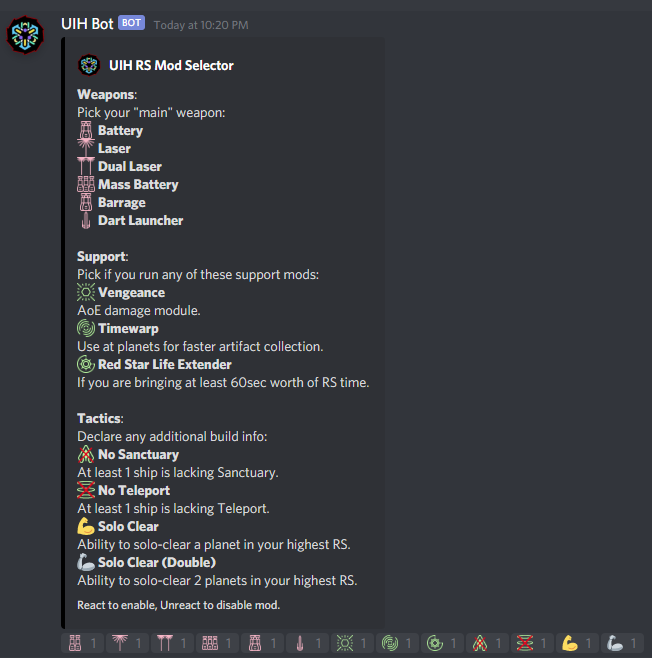 UIH Bot BOT Today at 10:20 PM
UIH RS Mod Selector
Weapons:
Pick your "main" weapon:
Battery
Laser
Dual Laser
Mass Battery
Barrage
Dart Launcher
Support:
Pick if you run any of these support mods:
Vengeance
AoE damage module.
Timewarp
Use at planets for faster artifact collection.
Red Star Life Extender
If you are bringing at least 60sec worth of RS time.
Tactics:
Declare any additional build info:
No Sanctuary
At least 1 ship is lacking Sanctuary.
No Teleport
At least 1 ship is lacking Teleport.
Solo Clear
Ability to solo-clear a planet in your highest RS.
Solo Clear (Double)
Ability to solo-clear 2 planets in your highest RS.
React to enable, Unreact to disable mod.
1 1 1 1 1 1 1 1 1 1 1 1 1